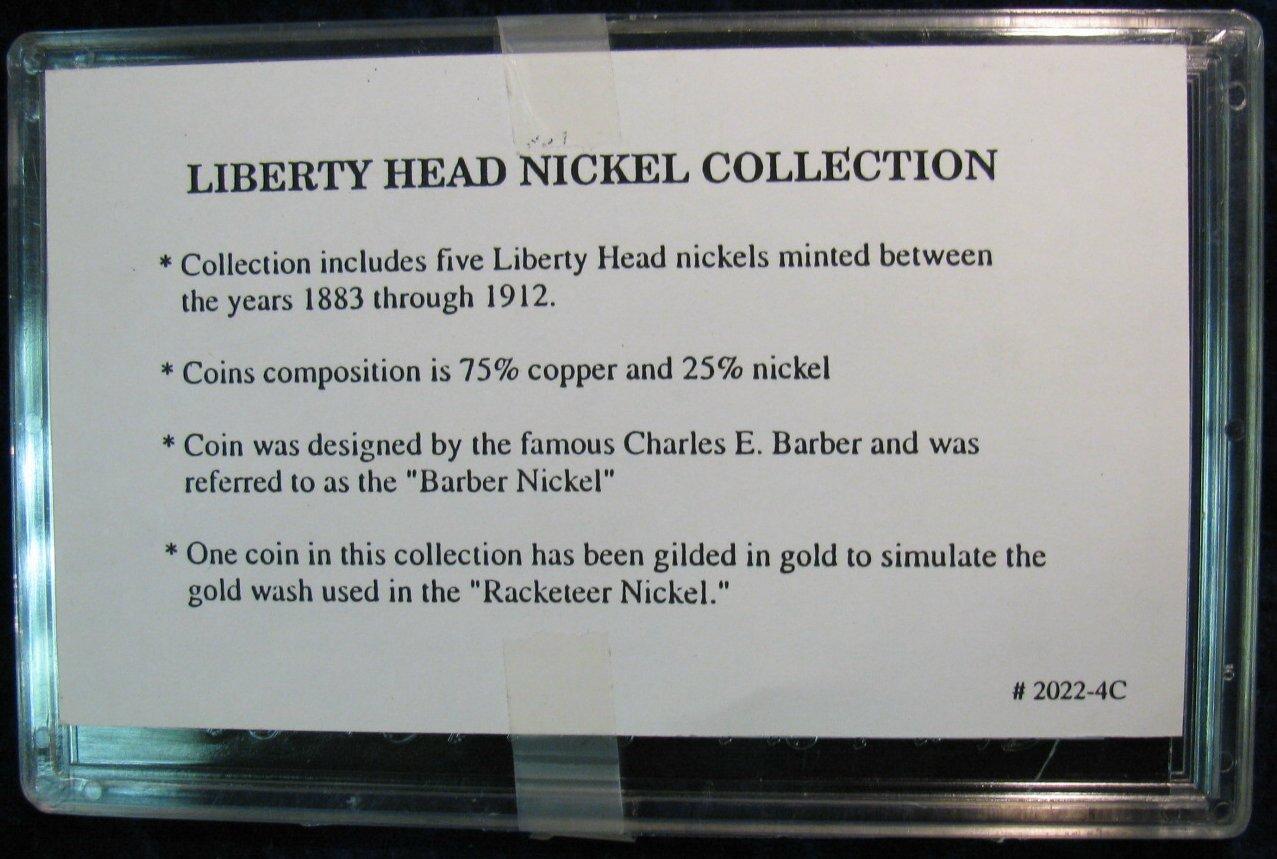 LIBERTY HEAD NICKEL COLLECTION
* Collection includes five Liberty Head nickels minted between
the years 1883 through 1912.
* Coins composition is 75% copper and 25% nickel
* Coin was designed by the famous Charles E. Barber and was
referred to as the "Barber Nickel"
* One coin in this collection has been gilded in gold to simulate the
gold wash used in the "Racketeer Nickel."
# 2022-4C